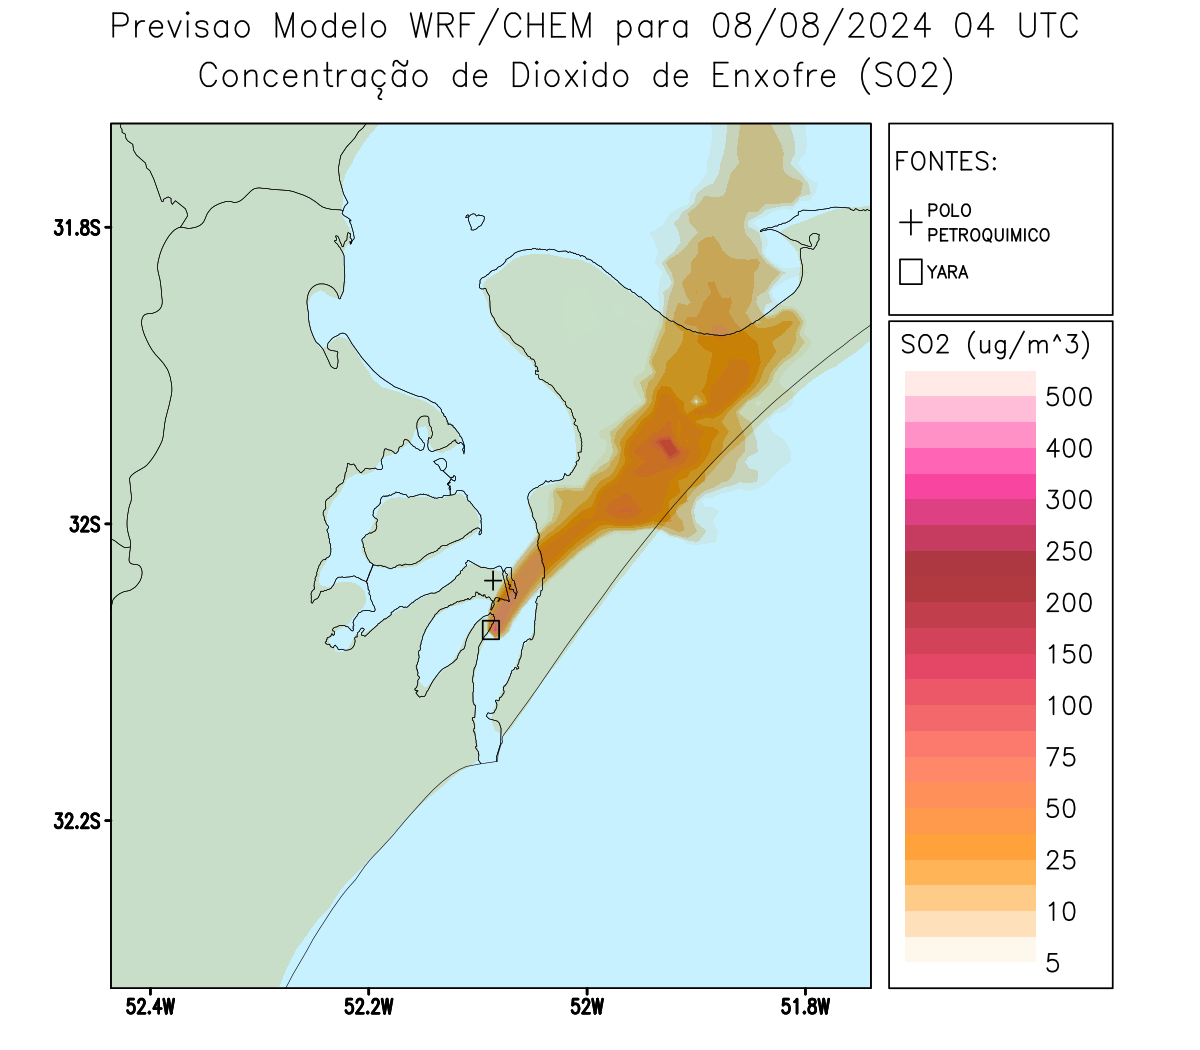 Previsao Modelo WRF/CHEM para 08/08/2024 04 UTC
Concentração de Dioxido de Enxofre (SO2)
FONTES:
POLO
PETROQUIMICO
YARA
SO2 (ug/m^3)
500
400
300
250
200
150
100
75
50
25
10
5
31.8S
32S
32.2S
52.4W
52.2W
52W
51.8W